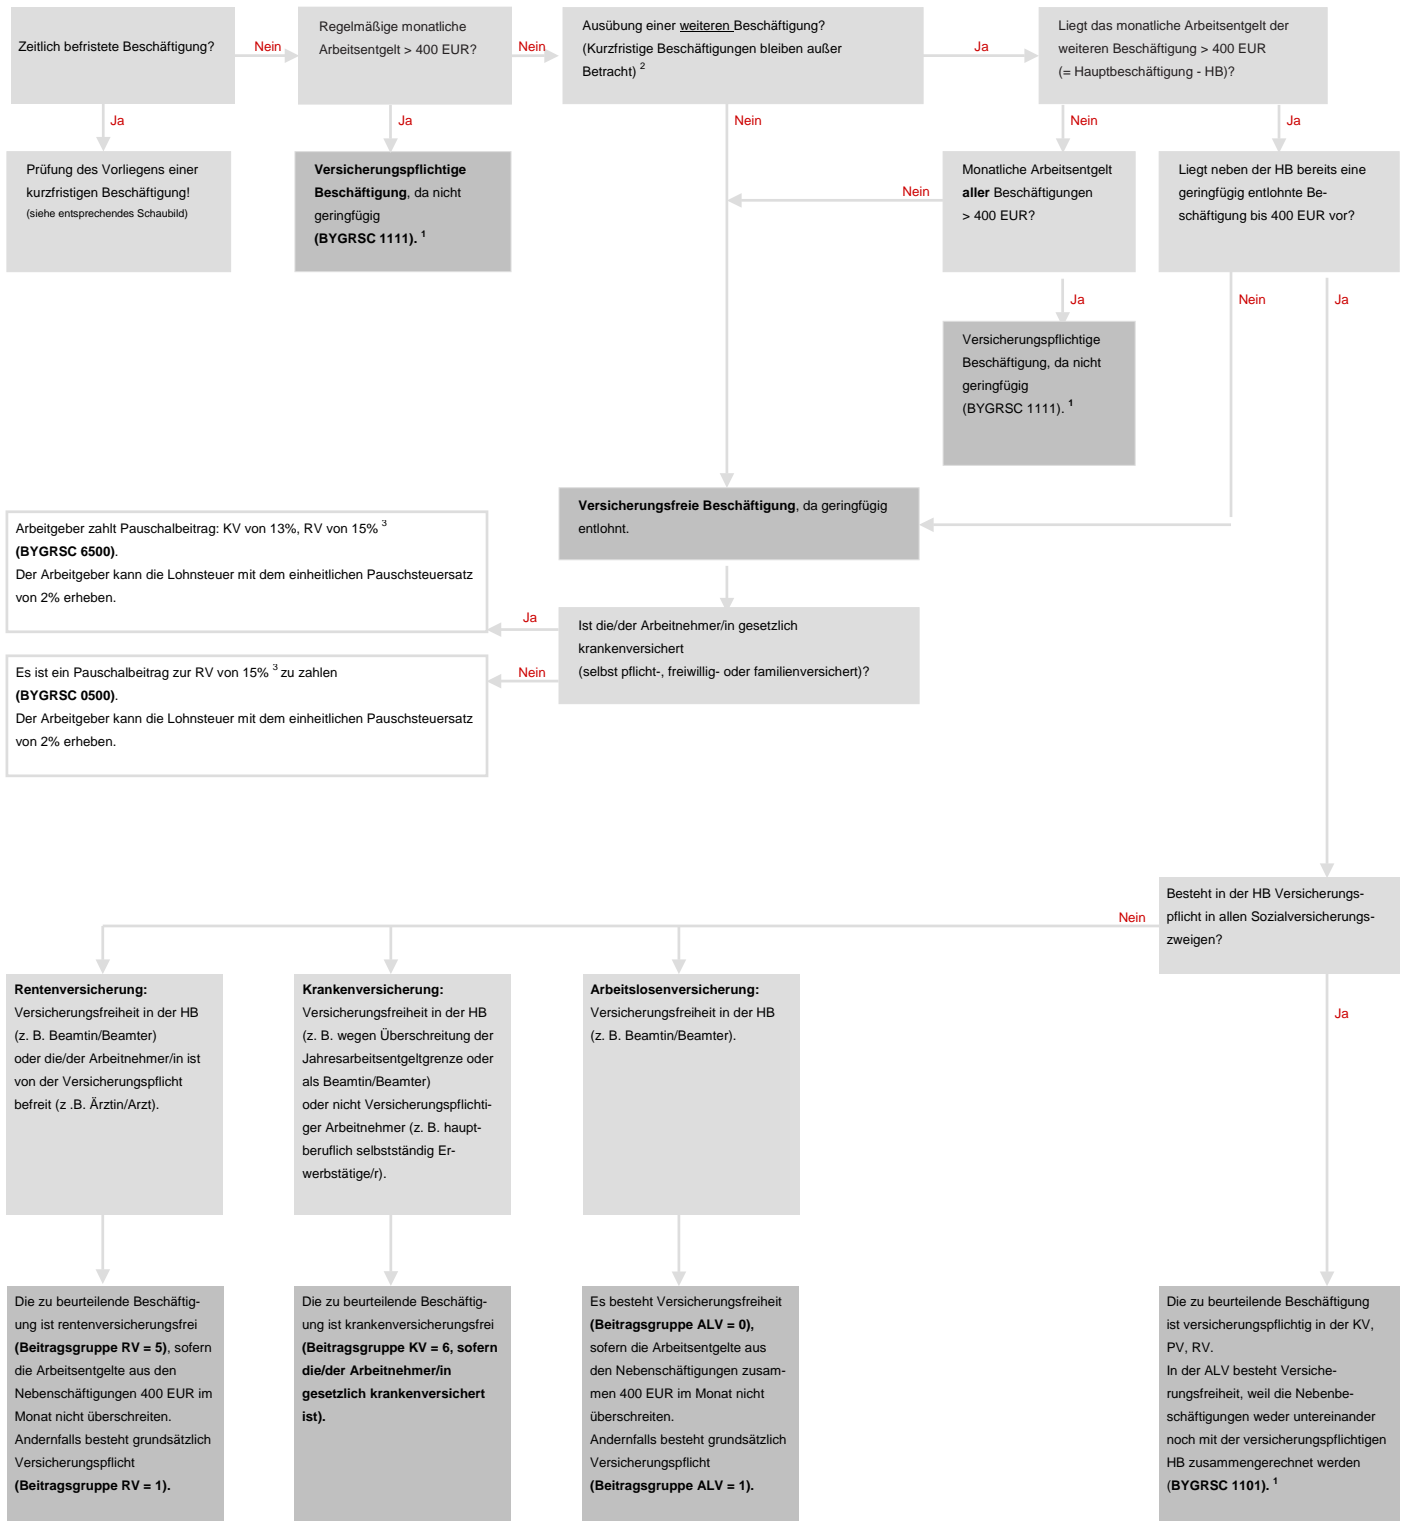 Zeitlich befristete Beschäftigung?
Nein
Regelmäßige monatliche
Arbeitsentgelt > 400 EUR?
Nein
Ausübung einer weiteren Beschäftigung?
(Kurzfristige Beschäftigungen bleiben außer
Betracht) 2
Ja
Liegt das monatliche Arbeitsentgelt der
weiteren Beschäftigung > 400 EUR
(= Hauptbeschäftigung - HB)?
Ja
Ja
Nein
Nein
Ja
Prüfung des Vorliegens einer
kurzfristigen Beschäftigung!
(siehe entsprechendes Schaubild)
Versicherungspflichtige
Beschäftigung, da nicht
geringfügig
(BYGRSC 1111). 1
Nein
Monatliche Arbeitsentgelt
aller Beschäftigungen
> 400 EUR?
Liegt neben der HB bereits eine
geringfügig entlohnte Be-
schäftigung bis 400 EUR vor?
Ja
Nein
Ja
Versicherungspflichtige
Beschäftigung, da nicht
geringfügig
(BYGRSC 1111). 1
Versicherungsfreie Beschäftigung, da geringfügig
entlohnt.
Arbeitgeber zahlt Pauschalbeitrag: KV von 13%, RV von 15% 3
(BYGRSC 6500).
Der Arbeitgeber kann die Lohnsteuer mit dem einheitlichen Pauschsteuersatz
von 2% erheben.
Ja
Ist die/der Arbeitnehmer/in gesetzlich
krankenversichert
(selbst pflicht-, freiwillig- oder familienversichert)?
Nein
Es ist ein Pauschalbeitrag zur RV von 15% 3 zu zahlen
(BYGRSC 0500).
Der Arbeitgeber kann die Lohnsteuer mit dem einheitlichen Pauschsteuersatz
von 2% erheben.
Besteht in der HB Versicherungs-
pflicht in allen Sozialversicherungs-
zweigen?
Nein
Ja
Rentenversicherung:
Versicherungsfreiheit in der HB
(z. B. Beamtin/Beamter)
oder die/der Arbeitnehmer/in ist
von der Versicherungspflicht
befreit (z .B. Ärztin/Arzt).
Krankenversicherung:
Versicherungsfreiheit in der HB
(z. B. wegen Überschreitung der
Jahresarbeitsentgeltgrenze oder
als Beamtin/Beamter)
oder nicht Versicherungspflichti-
ger Arbeitnehmer (z. B. haupt-
beruflich selbstständig Er-
werbstätige/r).
Arbeitslosenversicherung:
Versicherungsfreiheit in der HB
(z. B. Beamtin/Beamter).
Die zu beurteilende Beschäftig-
ung ist rentenversicherungsfrei
(Beitragsgruppe RV = 5), sofern
die Arbeitsentgelte aus den
Nebenschäftigungen 400 EUR im
Monat nicht überschreiten.
Andernfalls besteht grundsätzlich
Versicherungspflicht
(Beitragsgruppe RV = 1).
Die zu beurteilende Beschäftig-
ung ist krankenversicherungsfrei
(Beitragsgruppe KV = 6, sofern
die/der Arbeitnehmer/in
gesetzlich krankenversichert
ist).
Es besteht Versicherungsfreiheit
(Beitragsgruppe ALV = 0),
sofern die Arbeitsentgelte aus
den Nebenschäftigungen zusam-
men 400 EUR im Monat nicht
überschreiten.
Andernfalls besteht grundsätzlich
Versicherungspflicht
(Beitragsgruppe ALV = 1).
Die zu beurteilende Beschäftigung
ist versicherungspflichtig in der KV,
PV, RV.
In der ALV besteht Versiche-
rungsfreiheit, weil die Nebenbe-
schäftigungen weder untereinander
noch mit der versicherungspflichtigen
HB zusammengerechnet werden
(BYGRSC 1101). 1